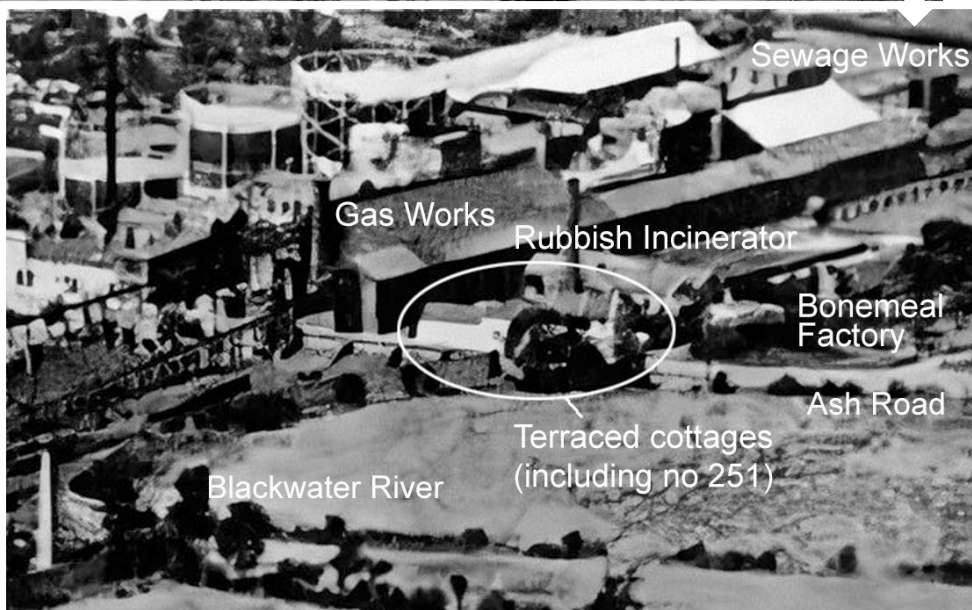 Sewage Works
Gas Works
Rubbish Incinerator
Bonemeal
Factory
Ash Road
Terraced cottages
(including no 251)
Blackwater River